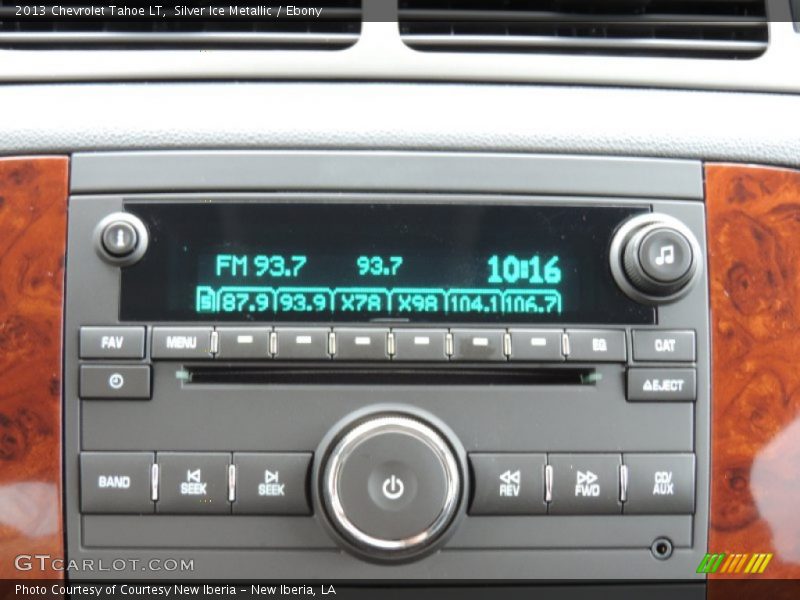 2013 Chevrolet Tahoe LT,  Silver Ice Metallic / Ebony
FM 93.7 93.7 10:16
87.9 93.9 X78 X98 104.1 106.7
FAV MENU EQ CAT
EJECT
BAND SEEK SEEK REV FWD CD/AUX
GTCARLOT.COM
Photo Courtesy of Courtesy New Iberia - New Iberia, LA